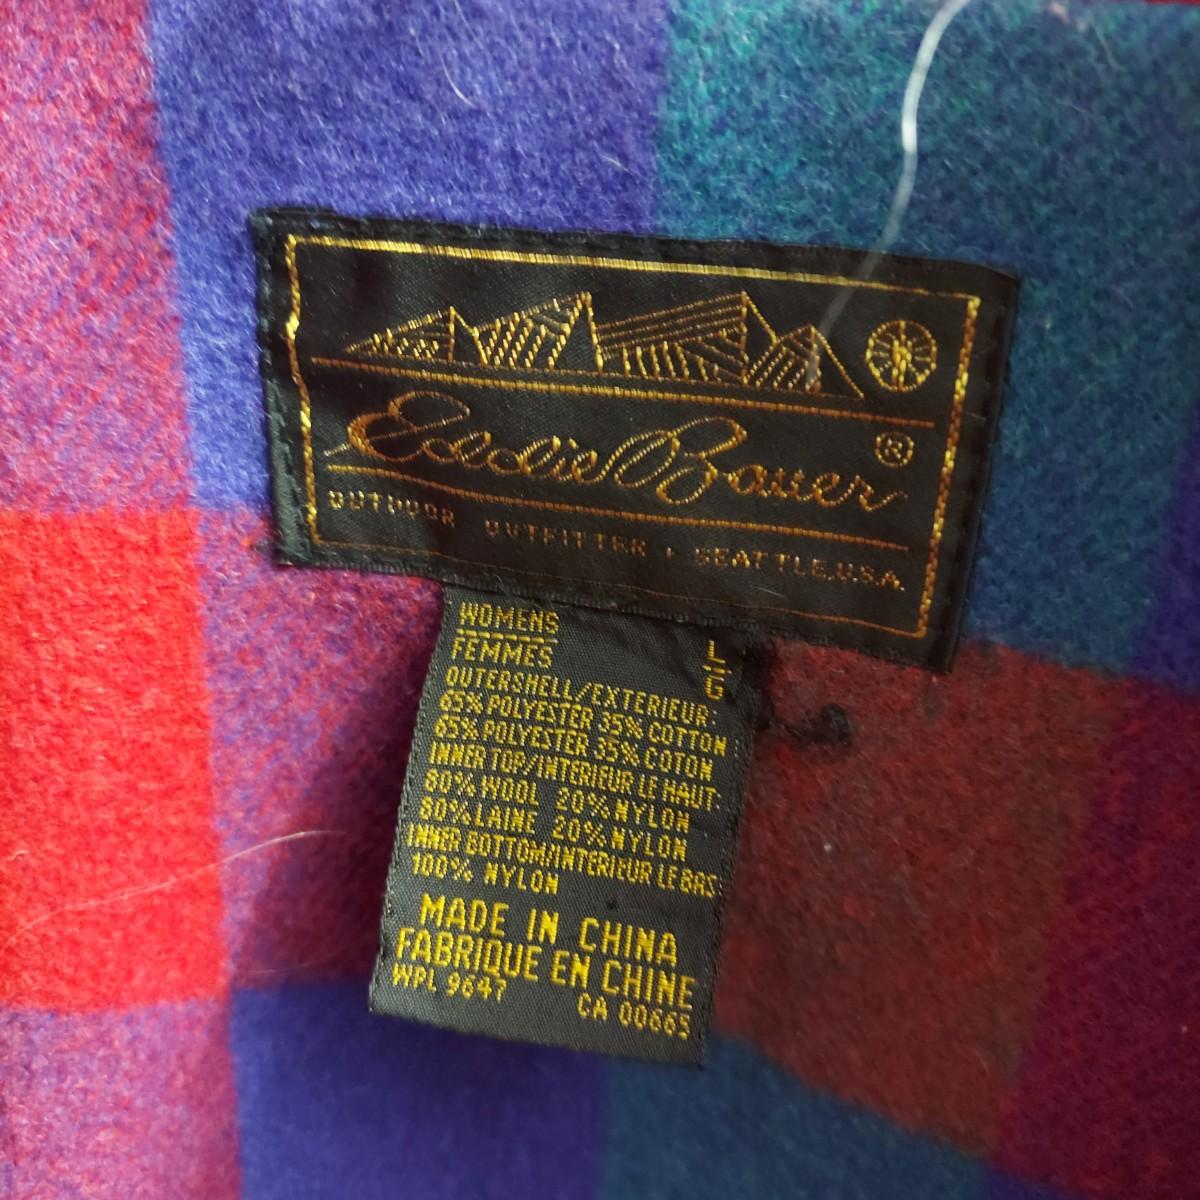 Eddie Bauer ®
OUTDOOR OUTFITTER • SEATTLE, U.S.A.
WOMENS L
FEMMES G
OUTERSHELL/EXTERIEUR:
65% POLYESTER 35% COTTON
65% POLYESTER 35% COTON
INNER TOP/INTERIEUR LE HAUT:
80% WOOL 20% NYLON
80% LAINE 20% NYLON
INNER BOTTOM/INTERIEUR LE BAS
100% NYLON
MADE IN CHINA
FABRIQUE EN CHINE
WPL 9647 CA 00665